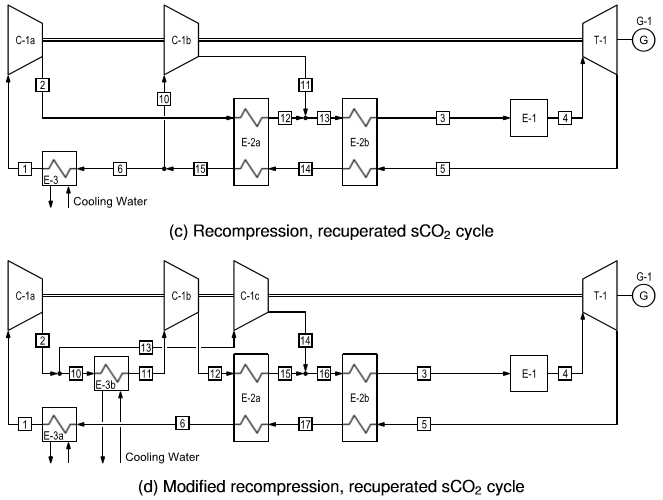 G-1
C-1a C-1b T-1 G
2 11
10
12 13 3 E-1 4
E-2a E-2b
1 6 15 14 5
E-3
Cooling Water
(c) Recompression, recuperated sCO₂ cycle
G-1
C-1a C-1b C-1c T-1 G
2 13 14
10 11 12 15 16 3 E-1 4
E-3b
E-2a E-2b
1 6 17 5
E-3a
Cooling Water
(d) Modified recompression, recuperated sCO₂ cycle